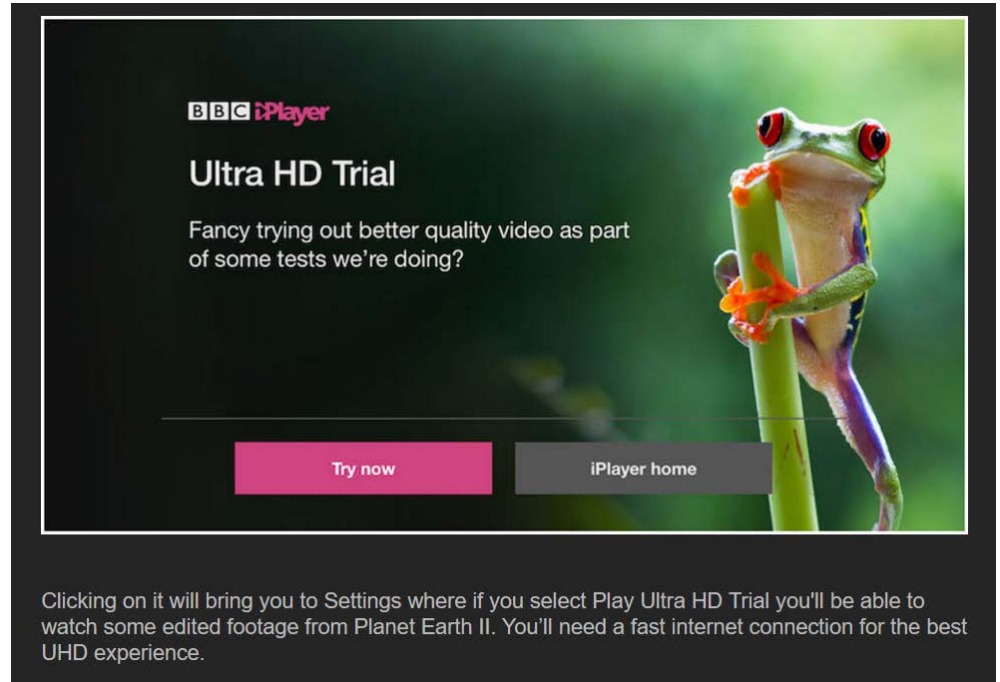 BBC iPlayer
Ultra HD Trial
Fancy trying out better quality video as part
of some tests we're doing?
Try now
iPlayer home
Clicking on it will bring you to Settings where if you select Play Ultra HD Trial you'll be able to
watch some edited footage from Planet Earth II. You’ll need a fast internet connection for the best
UHD experience.